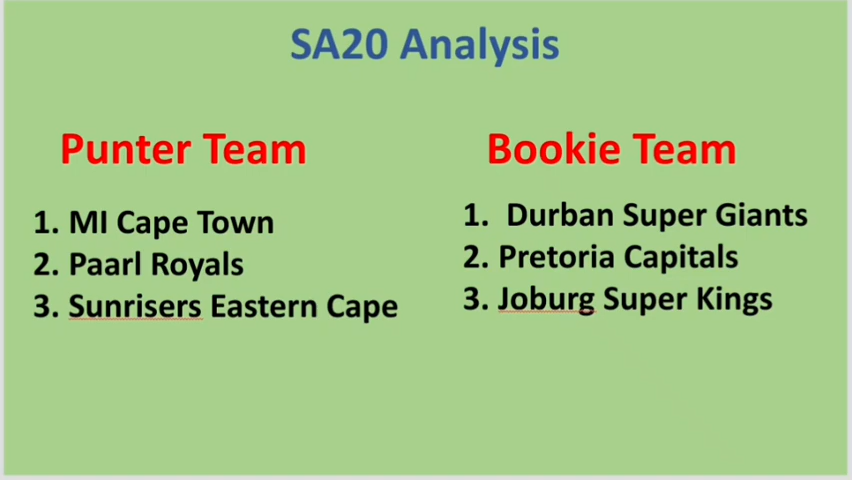 SA20 Analysis
Punter Team
1. MI Cape Town
2. Paarl Royals
3. Sunrisers Eastern Cape
Bookie Team
1. Durban Super Giants
2. Pretoria Capitals
3. Joburg Super Kings